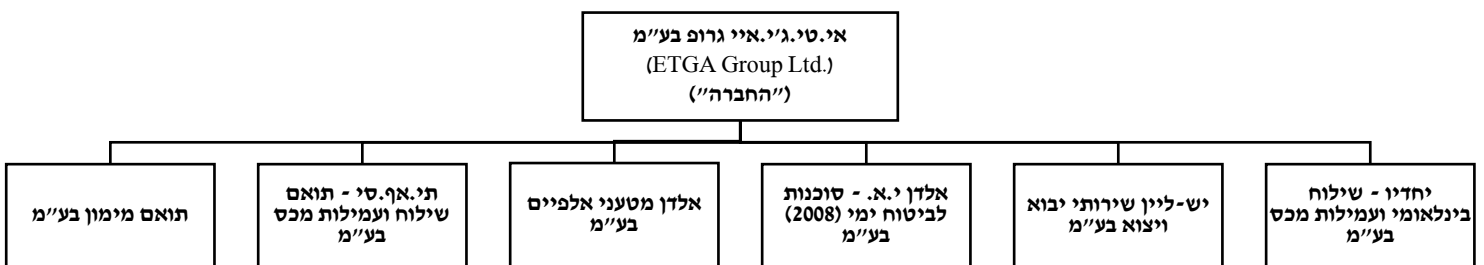 אי.טי.ג'י.איי גרופ בע"מ
(ETGA Group Ltd.)
("החברה")
יחדיו - שילוח
בינלאומי ועמילות מכס
בע"מ
יש-ליין שירותי יבוא
ויצוא בע"מ
אלדן י.א. - סוכנות
לביטוח ימי (2008)
בע"מ
אלדן מטעני אלפיים
בע"מ
תי.אף.סי - תואם
שילוח ועמילות מכס
בע"מ
תואם מימון בע"מ